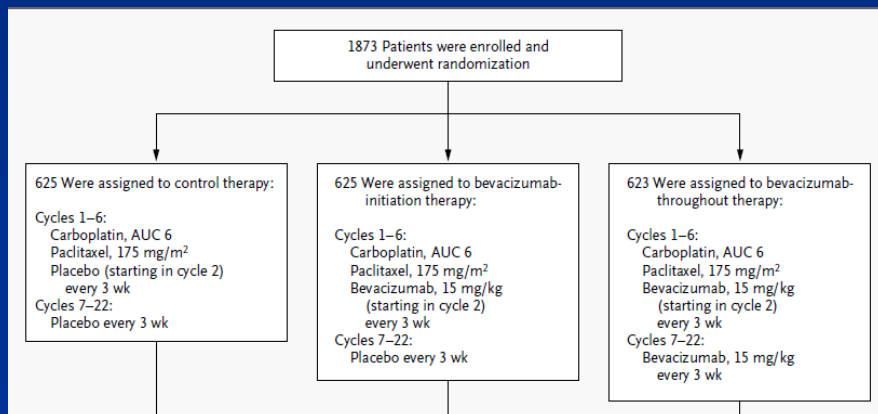 1873 Patients were enrolled and
underwent randomization
625 Were assigned to control therapy:
Cycles 1–6:
Carboplatin, AUC 6
Paclitaxel, 175 mg/m²
Placebo (starting in cycle 2)
every 3 wk
Cycles 7–22:
Placebo every 3 wk
625 Were assigned to bevacizumab-
initiation therapy:
Cycles 1–6:
Carboplatin, AUC 6
Paclitaxel, 175 mg/m²
Bevacizumab, 15 mg/kg
(starting in cycle 2)
every 3 wk
Cycles 7–22:
Placebo every 3 wk
623 Were assigned to bevacizumab-
throughout therapy:
Cycles 1–6:
Carboplatin, AUC 6
Paclitaxel, 175 mg/m²
Bevacizumab, 15 mg/kg
(starting in cycle 2)
every 3 wk
Cycles 7–22:
Bevacizumab, 15 mg/kg
every 3 wk